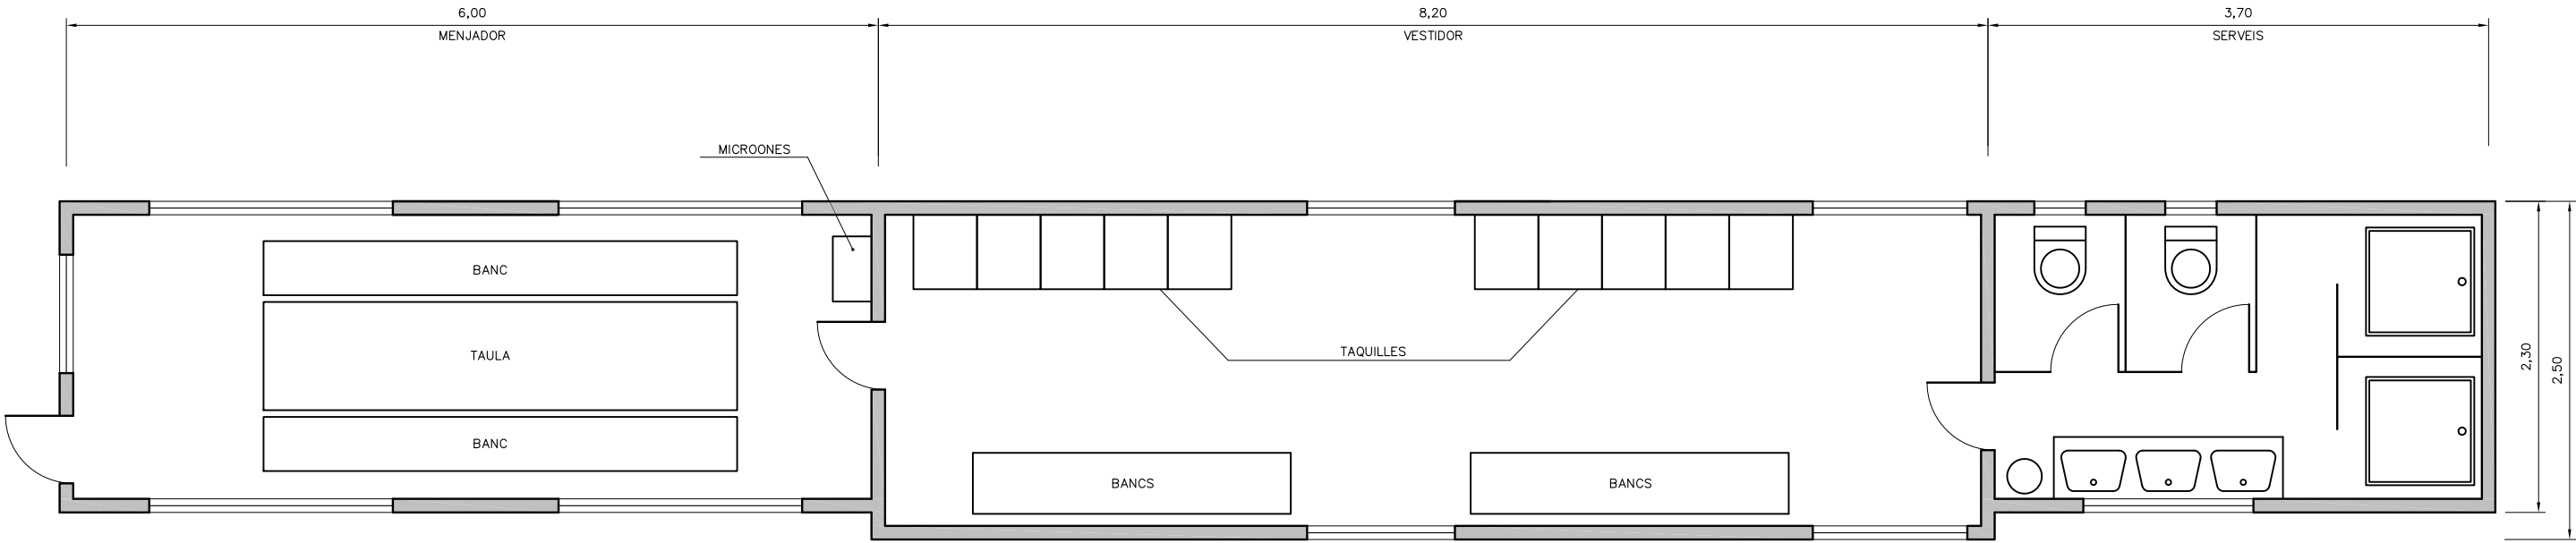 6,00
8,20
3,70
MENJADOR
VESTIDOR
SERVEIS
MICROONES
BANC
TAULA
TAQUILLES
BANC
BANCS
BANCS
2,30
2,50